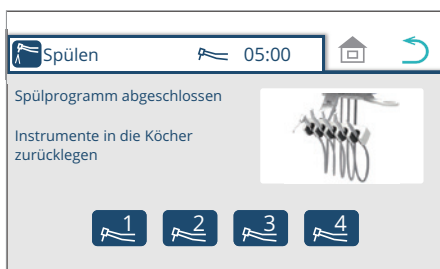 Spülen 05:00
Spülprogramm abgeschlossen
Instrumente in die Köcher
zurücklegen
1 2 3 4